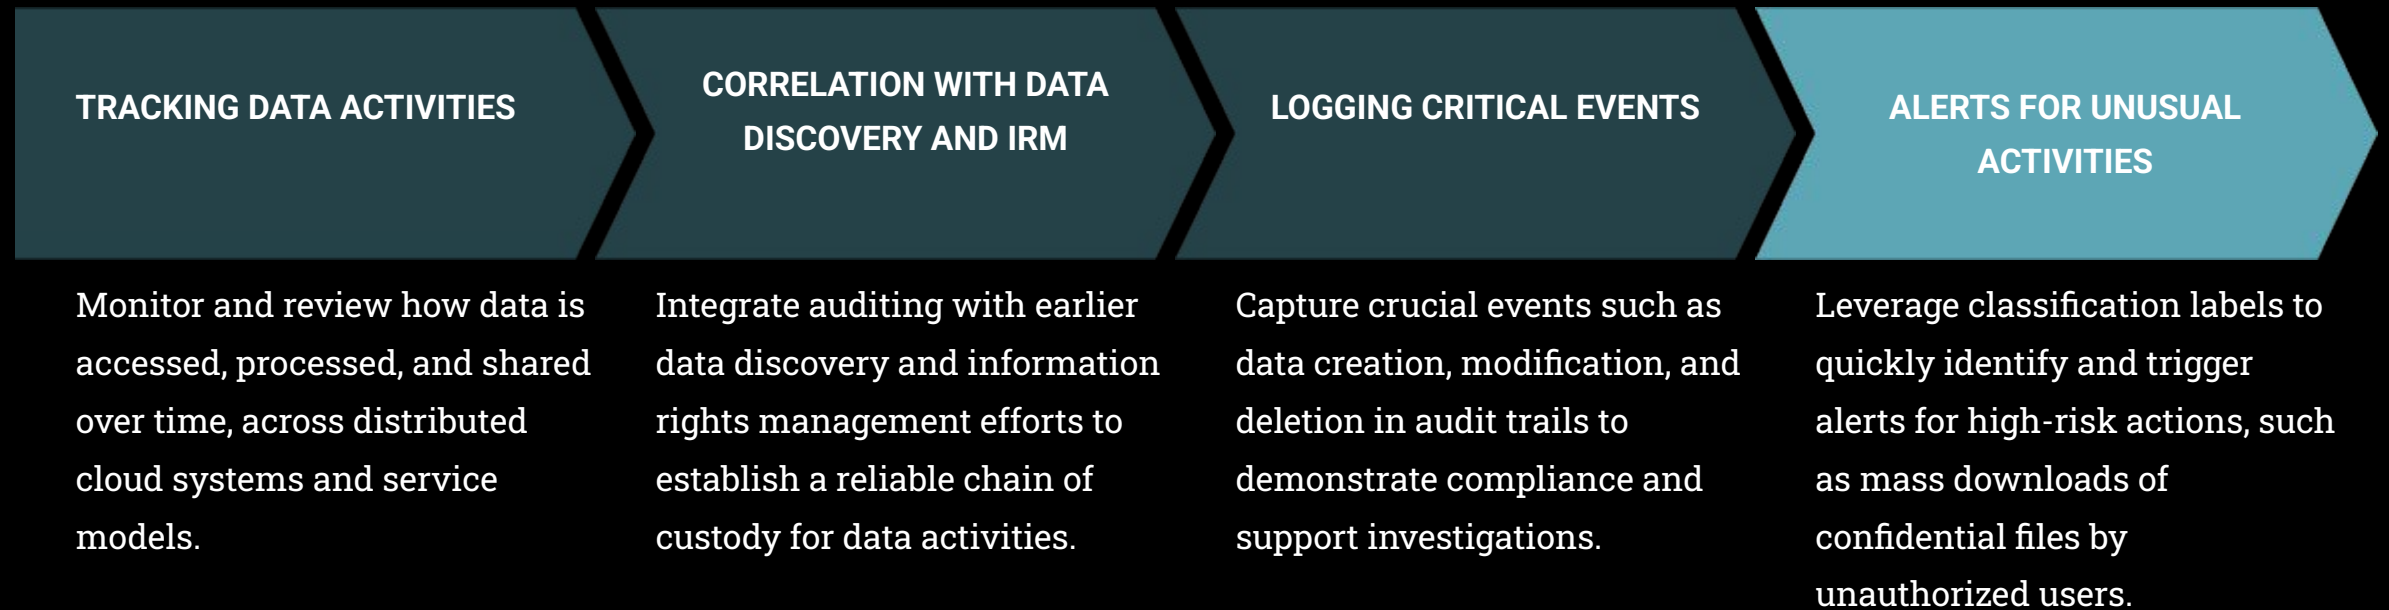 TRACKING DATA ACTIVITIES
Monitor and review how data is
accessed, processed, and shared
over time, across distributed
cloud systems and service
models.
CORRELATION WITH DATA
DISCOVERY AND IRM
Integrate auditing with earlier
data discovery and information
rights management efforts to
establish a reliable chain of
custody for data activities.
LOGGING CRITICAL EVENTS
Capture crucial events such as
data creation, modification, and
deletion in audit trails to
demonstrate compliance and
support investigations.
ALERTS FOR UNUSUAL
ACTIVITIES
Leverage classification labels to
quickly identify and trigger
alerts for high-risk actions, such
as mass downloads of
confidential files by
unauthorized users.